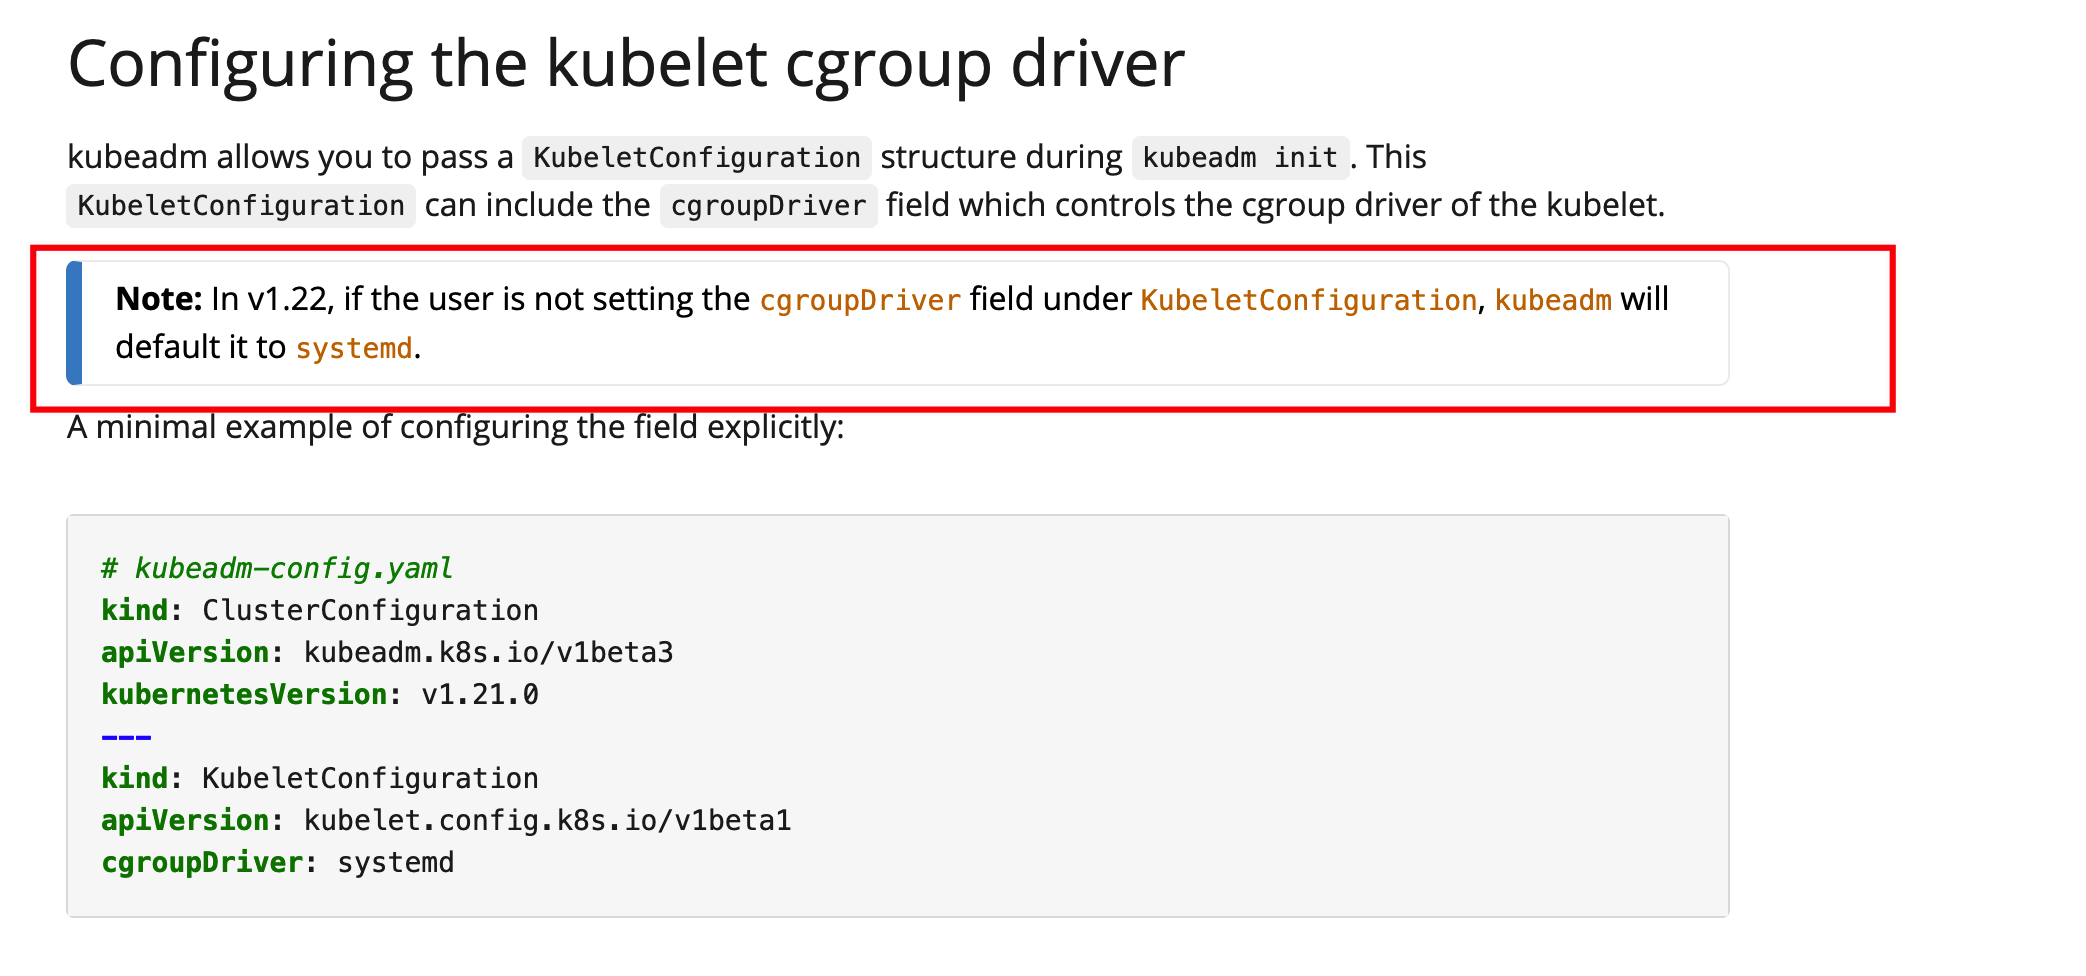 Configuring the kubelet cgroup driver
kubeadm allows you to pass a KubeletConfiguration structure during kubeadm init. This
KubeletConfiguration can include the cgroupDriver field which controls the cgroup driver of the kubelet.
Note: In v1.22, if the user is not setting the cgroupDriver field under KubeletConfiguration, kubeadm will
default it to systemd.
A minimal example of configuring the field explicitly:
# kubeadm-config.yaml
kind: ClusterConfiguration
apiVersion: kubeadm.k8s.io/v1beta3
kubernetesVersion: v1.21.0
---
kind: KubeletConfiguration
apiVersion: kubelet.config.k8s.io/v1beta1
cgroupDriver: systemd